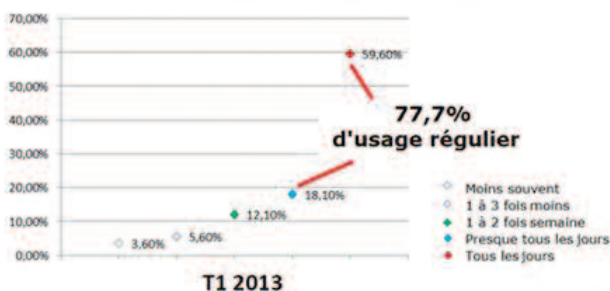 70,00%
60,00%
50,00%
40,00%
30,00%
20,00%
10,00%
0,00%
59,60%
77,7%
d'usage régulier
18,10%
12,10%
5,60%
3,60%
Moins souvent
1 à 3 fois moins
1 à 2 fois semaine
Presque tous les jours
Tous les jours
T1 2013